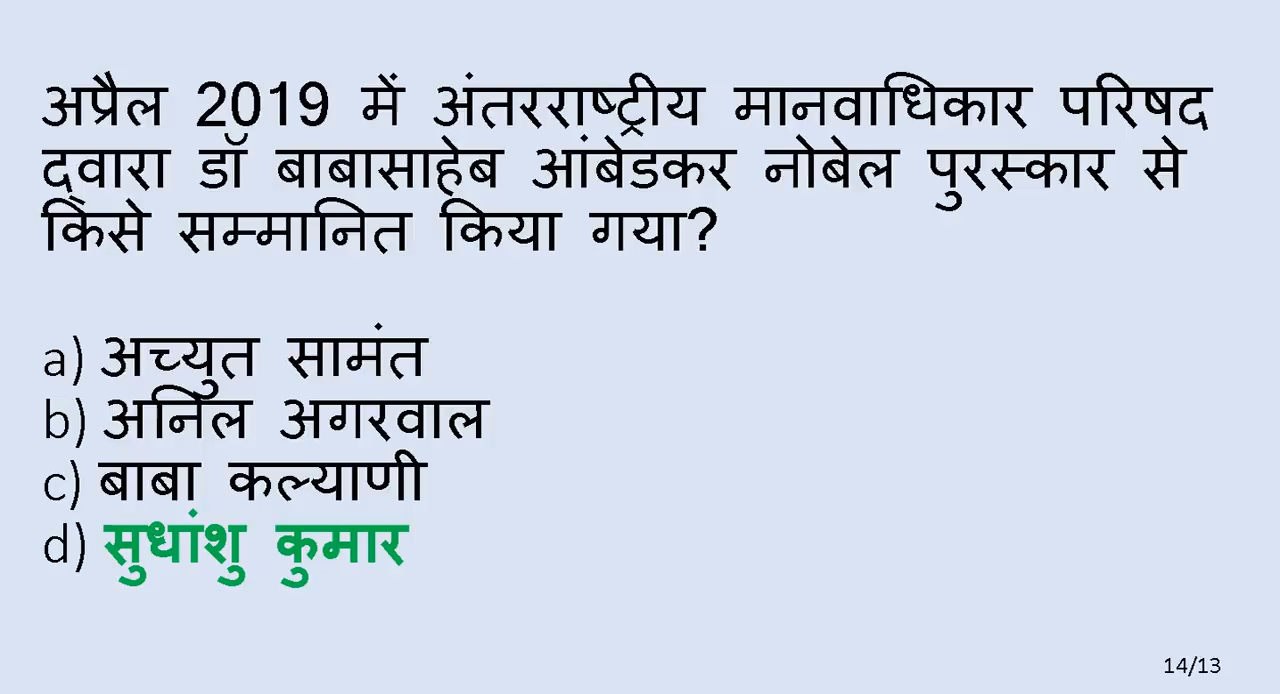 अप्रैल 2019 में अंतरराष्ट्रीय मानवाधिकार परिषद
द्वारा डॉ बाबासाहेब आंबेडकर नोबेल पुरस्कार से
किसे सम्मानित किया गया?
a) अच्युत सामंत
b) अनिल अगरवाल
c) बाबा कल्याणी
d) सुधांशु कुमार
14/13